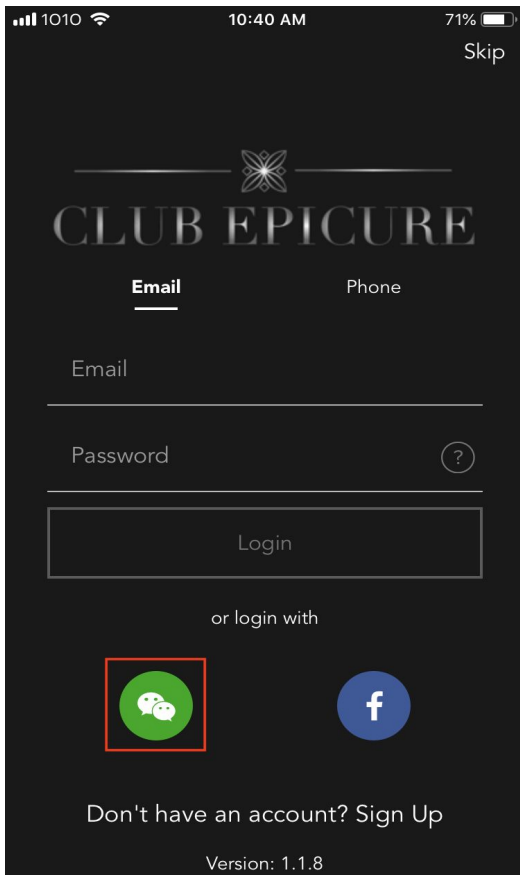 1010 10:40 AM 71%
Skip
CLUB EPICURE
Email Phone
Email
Password ?
Login
or login with
f
Don't have an account? Sign Up
Version: 1.1.8